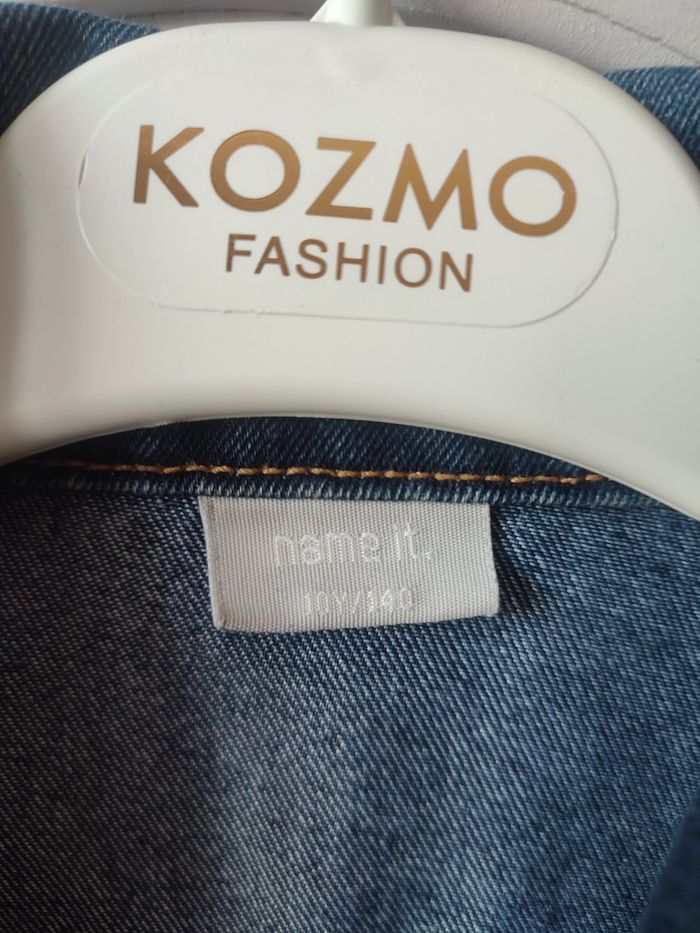 KOZMO
FASHION
name it.
10Y/140